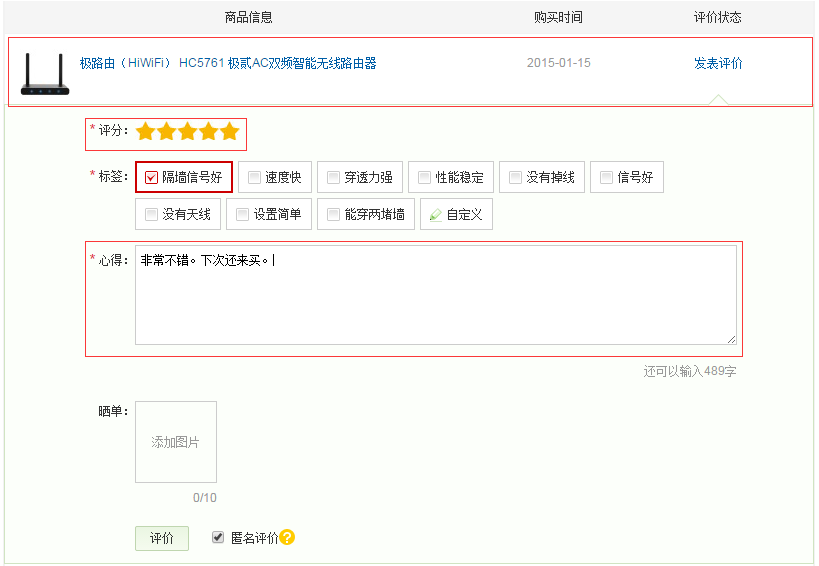 商品信息 购买时间 评价状态
极路由（HiWiFi） HC5761 极贰AC双频智能无线路由器 2015-01-15 发表评价
* 评分：
* 标签： 隔墙信号好 速度快 穿透力强 性能稳定 没有掉线 信号好
没有天线 设置简单 能穿两堵墙 自定义
* 心得： 非常不错。下次还来买。
还可以输入489字
晒单：
添加图片
0/10
评价 匿名评价 ?